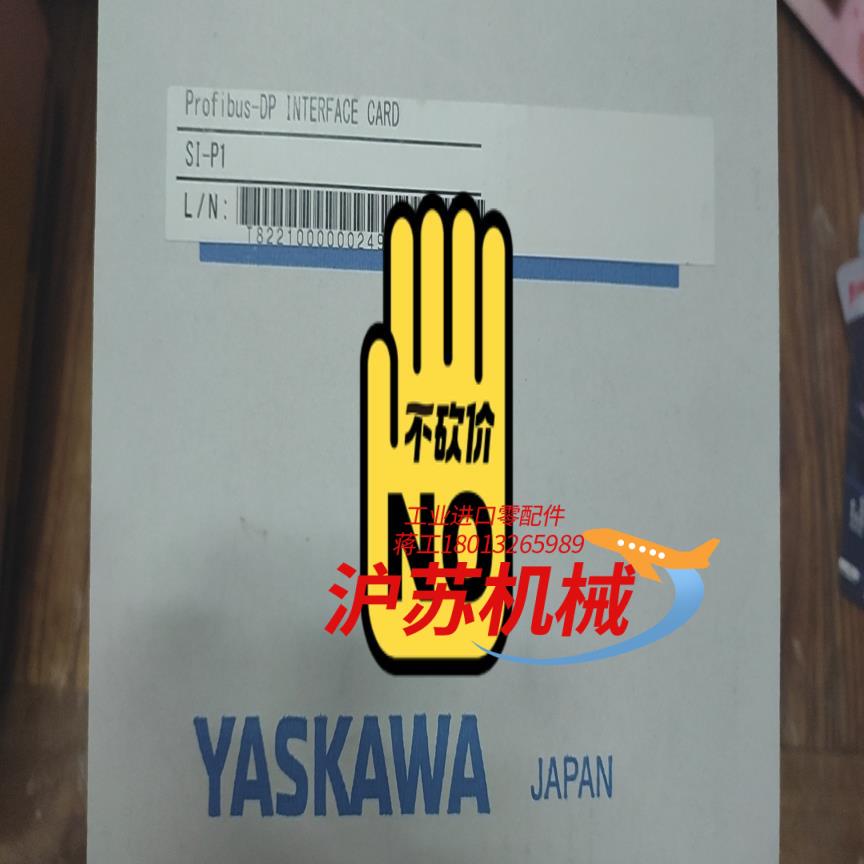 Profibus-DP INTERFACE CARD
SI-P1
L/N:
T8221000000249
不砍价
NO
工业进口零配件
蒋工18013265989
沪苏机械
YASKAWA JAPAN